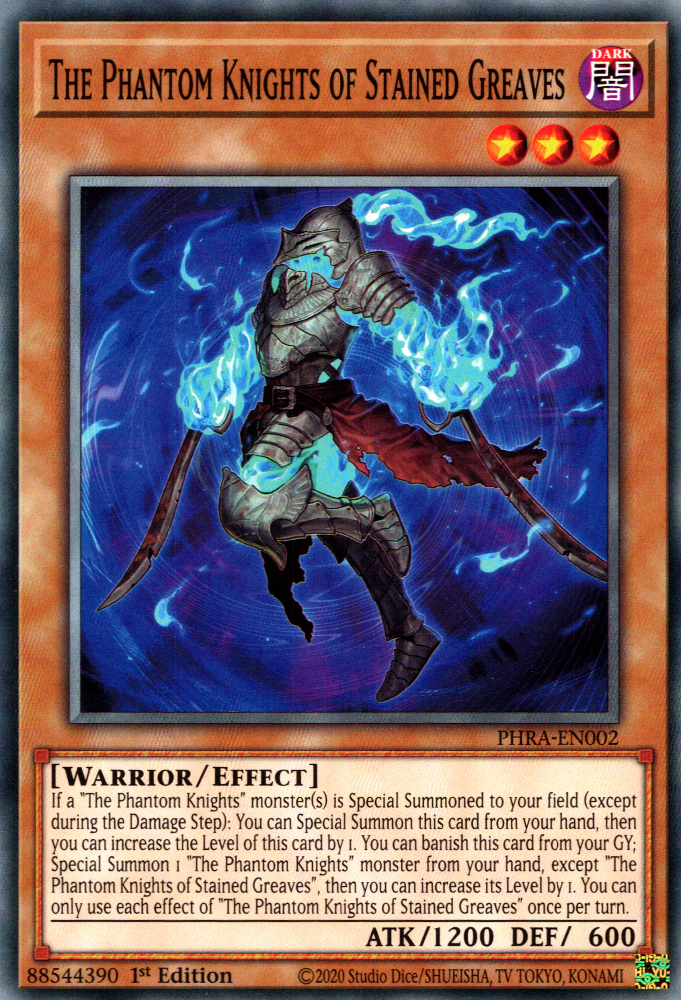 The Phantom Knights of Stained Greaves
DARK
闇
PHRA-EN002
[Warrior/Effect]
If a "The Phantom Knights" monster(s) is Special Summoned to your field (except
during the Damage Step): You can Special Summon this card from your hand, then
you can increase the Level of this card by 1. You can banish this card from your GY;
Special Summon 1 "The Phantom Knights" monster from your hand, except "The
Phantom Knights of Stained Greaves", then you can increase its Level by 1. You can
only use each effect of "The Phantom Knights of Stained Greaves" once per turn.
ATK/1200 DEF/ 600
88544390 1st Edition ©2020 Studio Dice/SHUEISHA, TV TOKYO, KONAMI